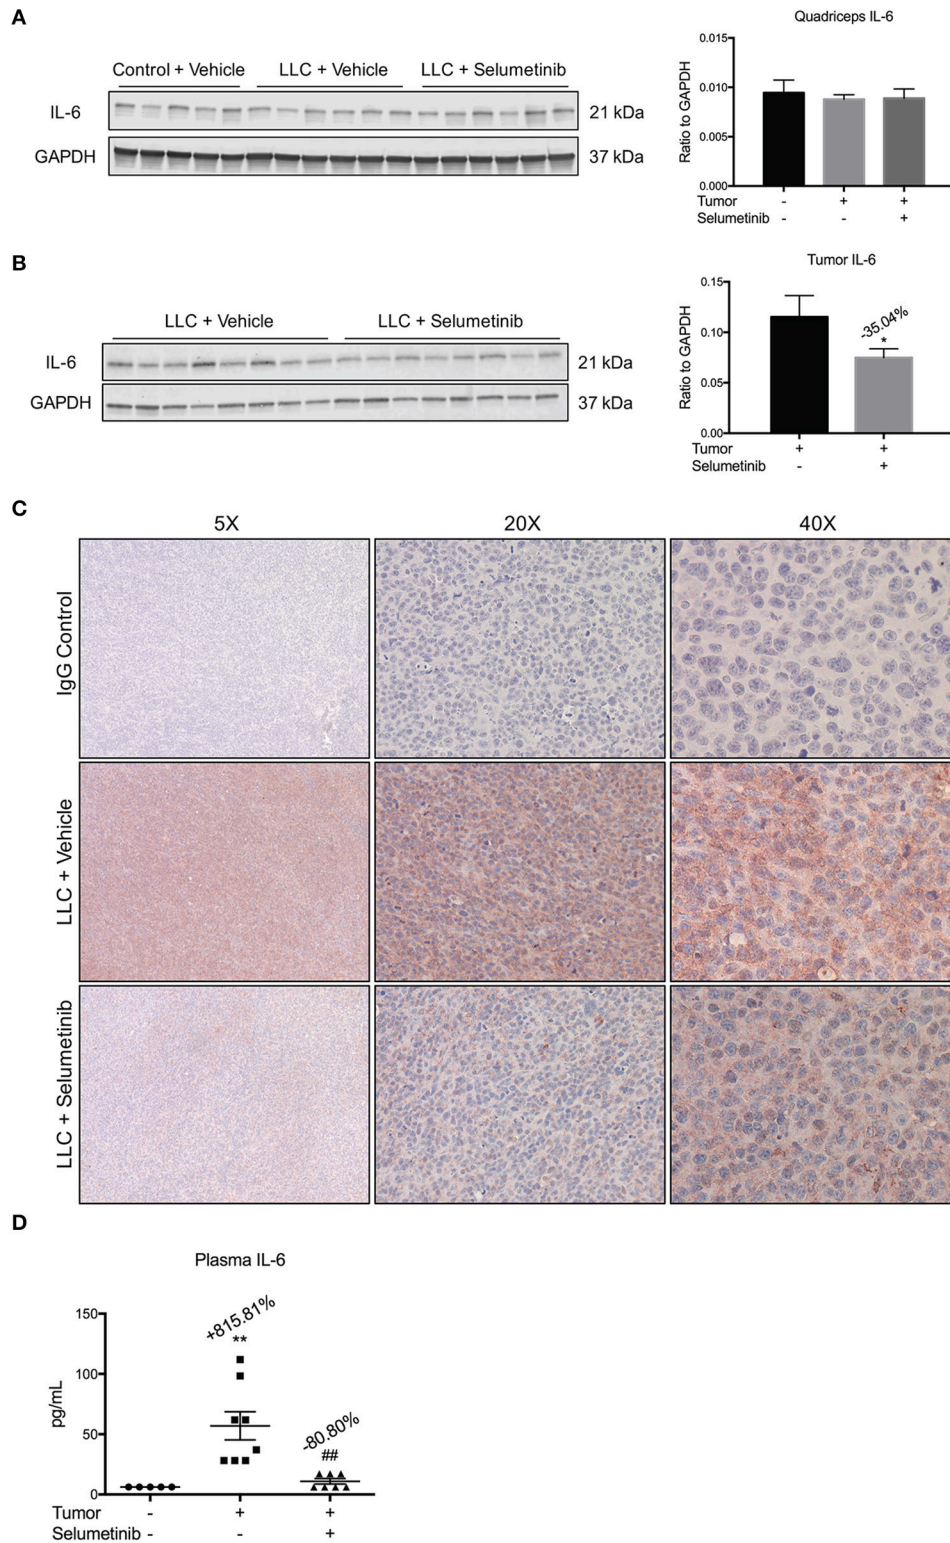 A
Control + Vehicle
LLC + Vehicle
LLC + Selumetinib
IL-6
21 kDa
GAPDH
37 kDa
Quadriceps IL-6
Ratio to GAPDH
0.015
0.010
0.005
0.000
Tumor - + +
Selumetinib - - +
B
LLC + Vehicle
LLC + Selumetinib
IL-6
21 kDa
GAPDH
37 kDa
Tumor IL-6
Ratio to GAPDH
0.15
0.10
0.05
0.00
-35.04%
*
Tumor + +
Selumetinib - +
C
5X
20X
40X
IgG Control
LLC + Vehicle
LLC + Selumetinib
D
Plasma IL-6
pg/mL
150
100
50
0
+815.81%
**
-80.80%
##
Tumor - + +
Selumetinib - - +